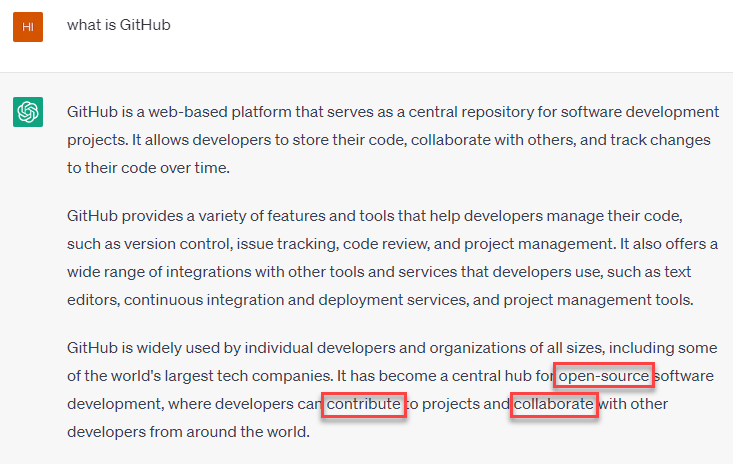 HI
what is GitHub
GitHub is a web-based platform that serves as a central repository for software development
projects. It allows developers to store their code, collaborate with others, and track changes
to their code over time.
GitHub provides a variety of features and tools that help developers manage their code,
such as version control, issue tracking, code review, and project management. It also offers a
wide range of integrations with other tools and services that developers use, such as text
editors, continuous integration and deployment services, and project management tools.
GitHub is widely used by individual developers and organizations of all sizes, including some
of the world's largest tech companies. It has become a central hub for open-source software
development, where developers can contribute to projects and collaborate with other
developers from around the world.